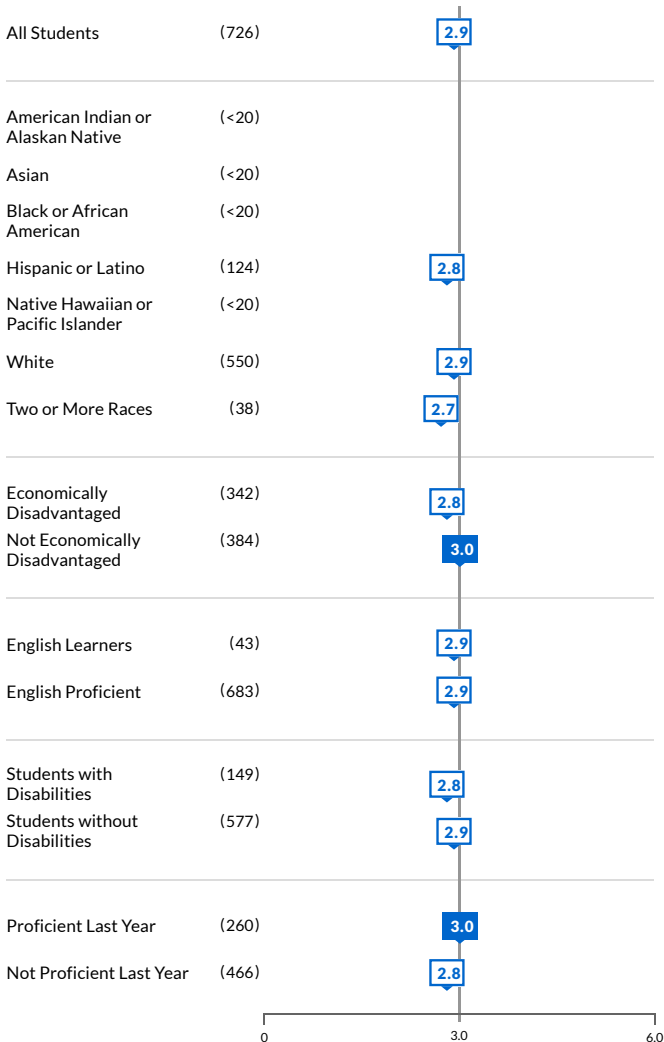 All Students (726) 2.9
American Indian or (<20)
Alaskan Native
Asian (<20)
Black or African (<20)
American
Hispanic or Latino (124) 2.8
Native Hawaiian or (<20)
Pacific Islander
White (550) 2.9
Two or More Races (38) 2.7
Economically (342) 2.8
Disadvantaged
Not Economically (384) 3.0
Disadvantaged
English Learners (43) 2.9
English Proficient (683) 2.9
Students with (149) 2.8
Disabilities
Students without (577) 2.9
Disabilities
Proficient Last Year (260) 3.0
Not Proficient Last Year (466) 2.8
0 3.0 6.0